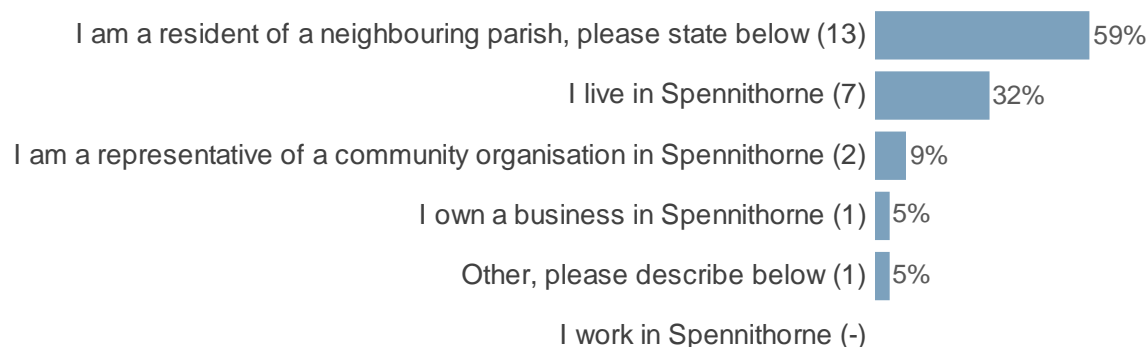 I am a resident of a neighbouring parish, please state below (13) 59%
I live in Spennithorne (7) 32%
I am a representative of a community organisation in Spennithorne (2) 9%
I own a business in Spennithorne (1) 5%
Other, please describe below (1) 5%
I work in Spennithorne (-)